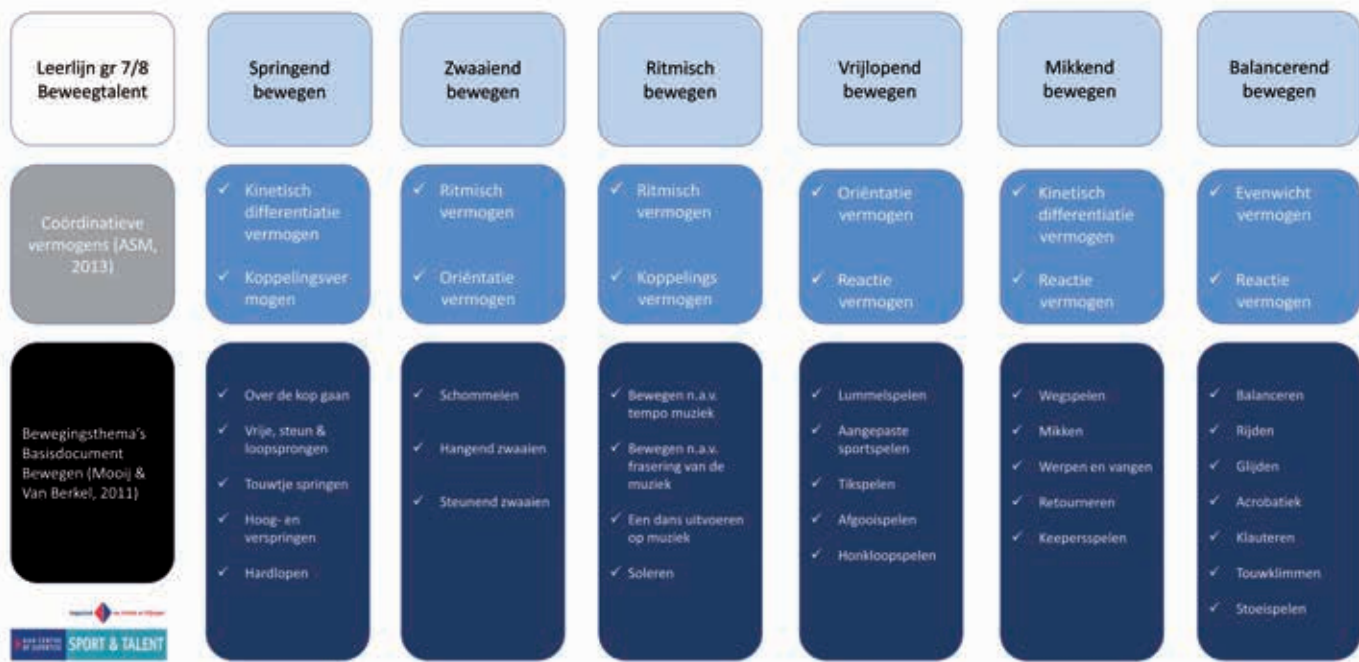 Leerlijn gr 7/8
Beweegtalent
Springend
bewegen
Zwaaiend
bewegen
Ritmisch
bewegen
Vrijlopend
bewegen
Mikkend
bewegen
Balancerend
bewegen
Coördinatieve
vermogens (ASM,
2013)
✓ Kinetisch
differentiatie
vermogen
✓ Koppelingsver
mogen
✓ Ritmisch
vermogen
✓ Oriëntatie
vermogen
✓ Ritmisch
vermogen
✓ Koppelings
vermogen
✓ Oriëntatie
vermogen
✓ Reactie
vermogen
✓ Kinetisch
differentiatie
vermogen
✓ Reactie
vermogen
✓ Evenwicht
vermogen
✓ Reactie
vermogen
Bewegingsthema's
Basisdocument
Bewegen (Mooij &
Van Berkel, 2011)
✓ Over de kop gaan
✓ Vrije, steun &
loopsprongen
✓ Touwtje springen
✓ Hoog- en
verspringen
✓ Hardlopen
✓ Schommelen
✓ Hangend zwaaien
✓ Steunend zwaaien
✓ Bewegen n.a.v.
tempo muziek
✓ Bewegen n.a.v.
frasering van de
muziek
✓ Een dans uitvoeren
op muziek
✓ Soleren
✓ Lummelspelen
✓ Aangepaste
sportspelen
✓ Tikspelen
✓ Afgooispelen
✓ Honkloopspelen
✓ Wegspelen
✓ Mikken
✓ Werpen en vangen
✓ Retourneren
✓ Keepersspelen
✓ Balanceren
✓ Rijden
✓ Glijden
✓ Acrobatiek
✓ Klauteren
✓ Touwklimmen
✓ Stoeispelen
SPORT & TALENT